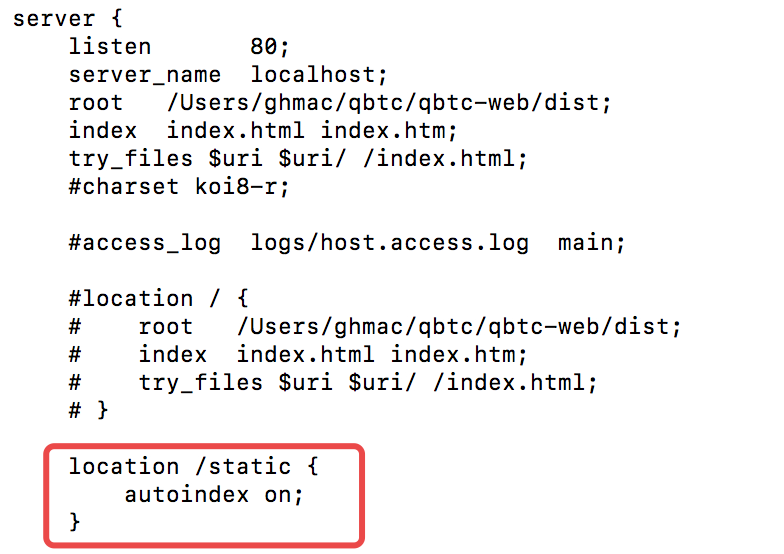 server {
    listen       80;
    server_name  localhost;
    root   /Users/ghmac/qbtc/qbtc-web/dist;
    index  index.html index.htm;
    try_files $uri $uri/ /index.html;
    #charset koi8-r;

    #access_log  logs/host.access.log  main;

    #location / {
    #    root   /Users/ghmac/qbtc/qbtc-web/dist;
    #    index  index.html index.htm;
    #    try_files $uri $uri/ /index.html;
    # }

    location /static {
        autoindex on;
    }